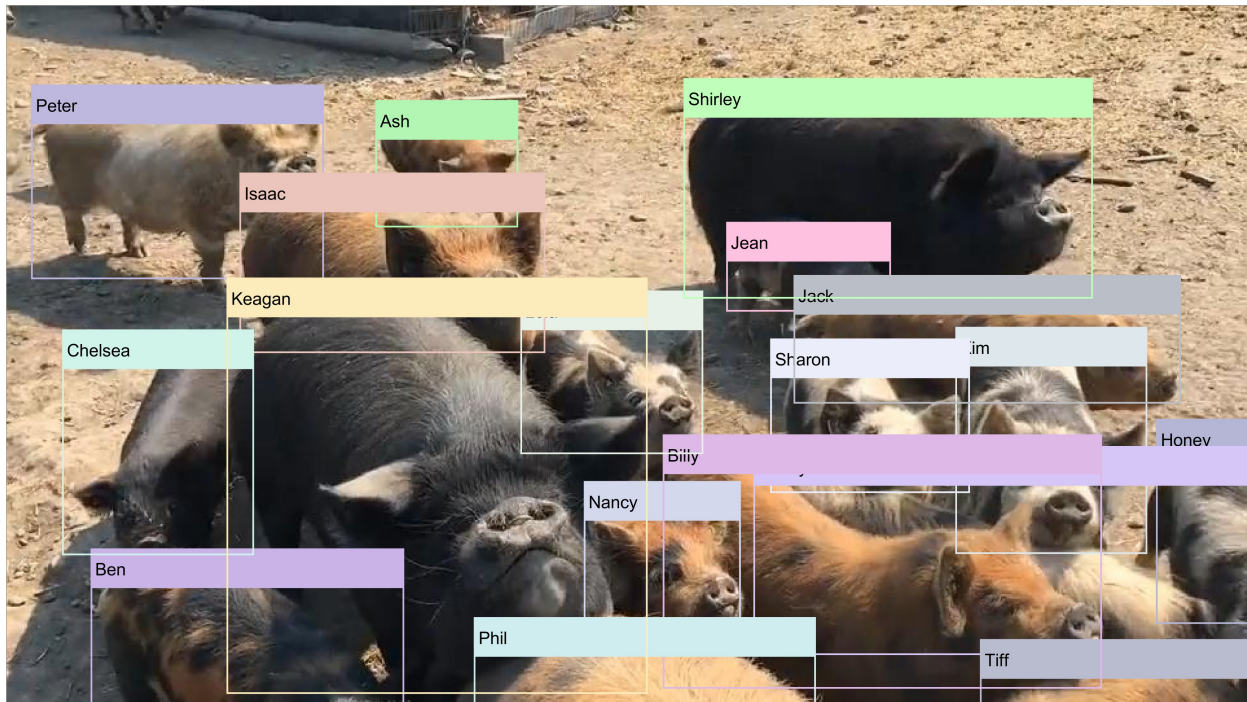 Peter
Ash
Shirley
Isaac
Jean
Keagan
Jack
Chelsea
Sharon
Honey
Billy
Nancy
Ben
Phil
Tiff